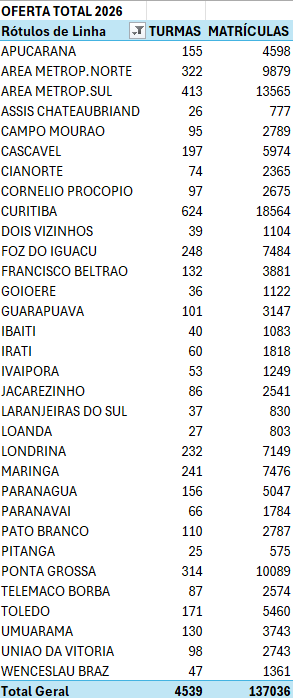 OFERTA TOTAL 2026
Rótulos de Linha TURMAS MATRÍCULAS
APUCARANA 155 4598
AREA METROP.NORTE 322 9879
AREA METROP.SUL 413 13565
ASSIS CHATEAUBRIAND 26 777
CAMPO MOURAO 95 2789
CASCAVEL 197 5974
CIANORTE 74 2365
CORNELIO PROCOPIO 97 2675
CURITIBA 624 18564
DOIS VIZINHOS 39 1104
FOZ DO IGUACU 248 7484
FRANCISCO BELTRAO 132 3881
GOIOERE 36 1122
GUARAPUAVA 101 3147
IBAITI 40 1083
IRATI 60 1818
IVAIPORA 53 1249
JACAREZINHO 86 2541
LARANJEIRAS DO SUL 37 830
LOANDA 27 803
LONDRINA 232 7149
MARINGA 241 7476
PARANAGUA 156 5047
PARANAVAI 66 1784
PATO BRANCO 110 2787
PITANGA 25 575
PONTA GROSSA 314 10089
TELEMACO BORBA 87 2574
TOLEDO 171 5460
UMUARAMA 130 3743
UNIAO DA VITORIA 98 2743
WENCESLAU BRAZ 47 1361
Total Geral 4539 137036